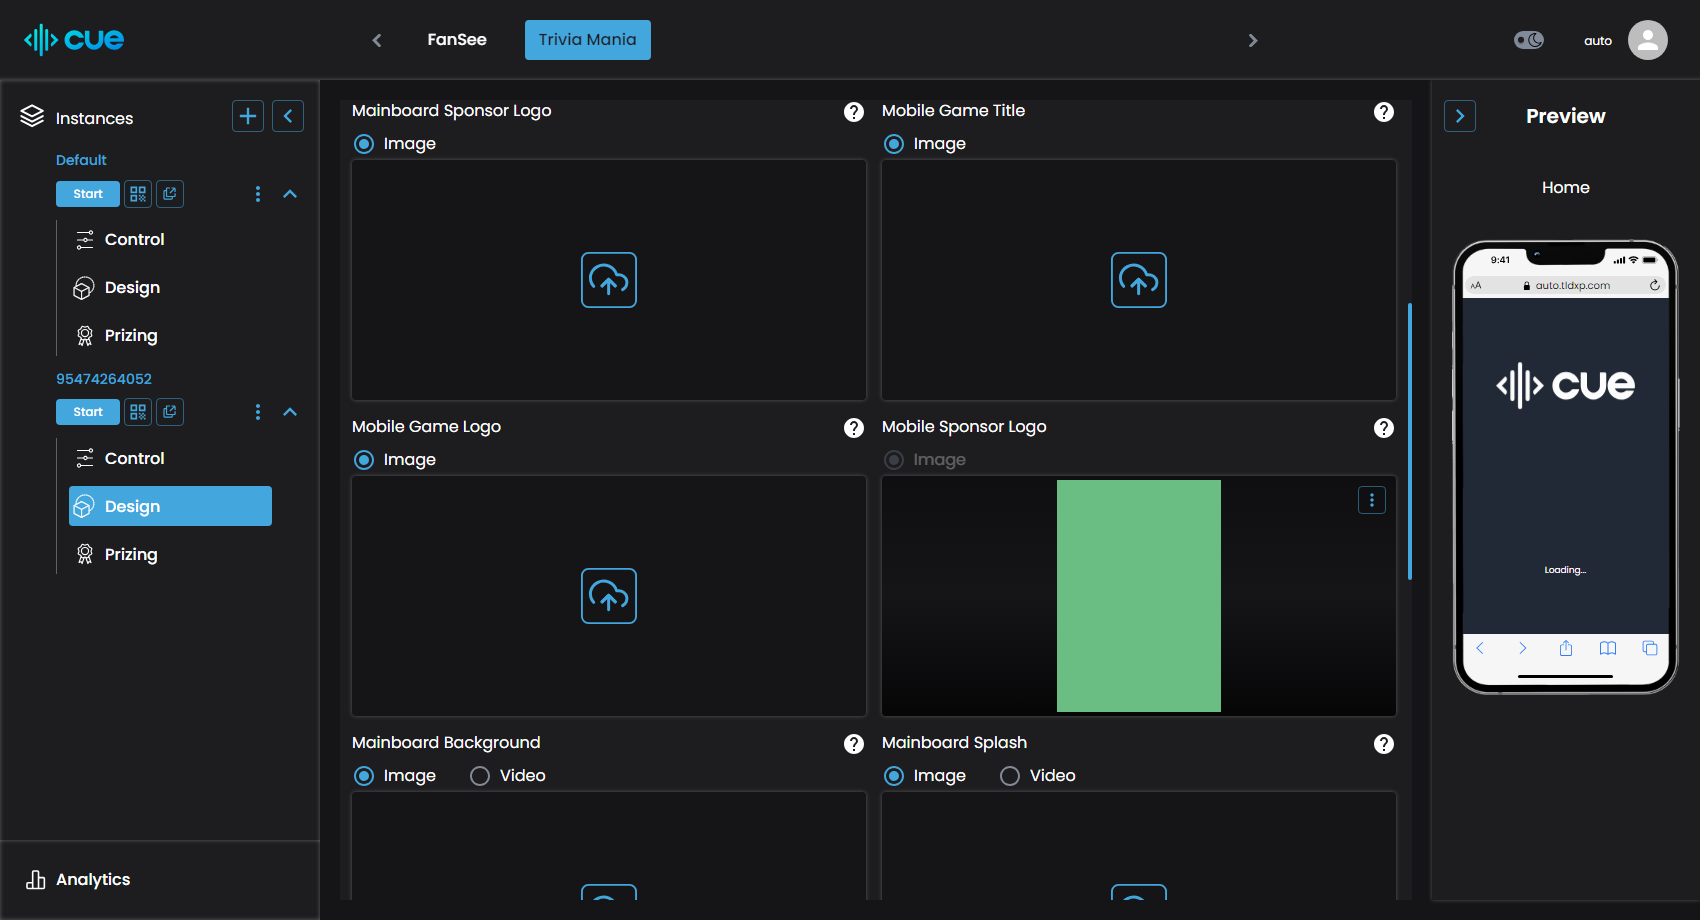 cue
FanSee
Trivia Mania
auto
Instances
Default
Start
Control
Design
Prizing
95474264052
Start
Control
Design
Prizing
Analytics
Mainboard Sponsor Logo
?
Image
Mobile Game Title
?
Image
Mobile Game Logo
?
Image
Mobile Sponsor Logo
?
Image
Mainboard Background
?
Image
Video
Mainboard Splash
?
Image
Video
Preview
Home
9:41
AA
auto.tldxp.com
cue
Loading...